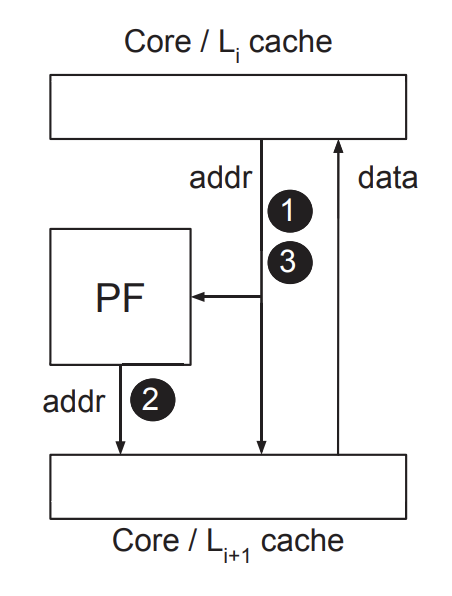 Core / Li cache
addr
data
1
3
PF
addr
2
Core / Li+1 cache